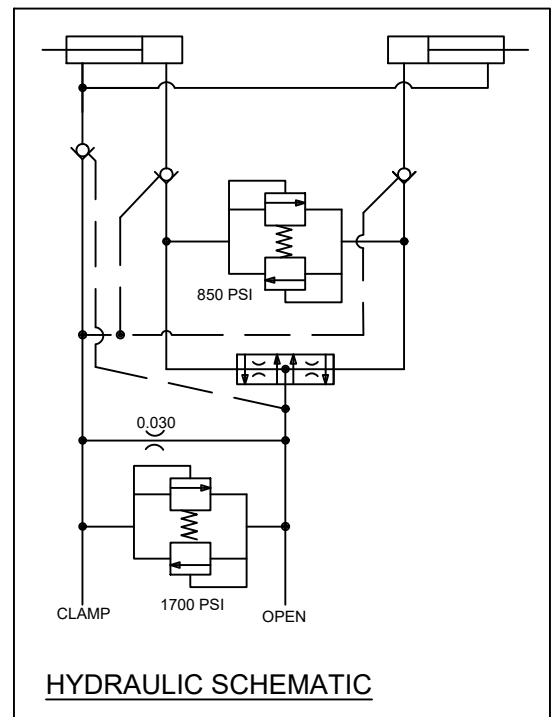 850 PSI
0.030
1700 PSI
CLAMP
OPEN
HYDRAULIC SCHEMATIC